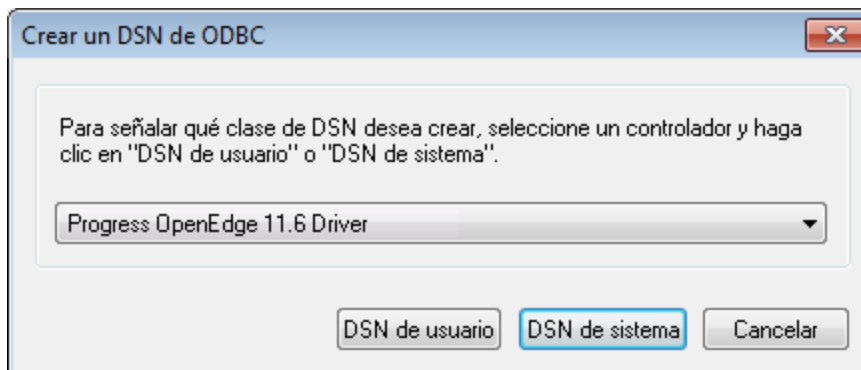 Crear un DSN de ODBC
Para señalar qué clase de DSN desea crear, seleccione un controlador y haga
clic en "DSN de usuario" o "DSN de sistema".
Progress OpenEdge 11.6 Driver
DSN de usuario DSN de sistema Cancelar